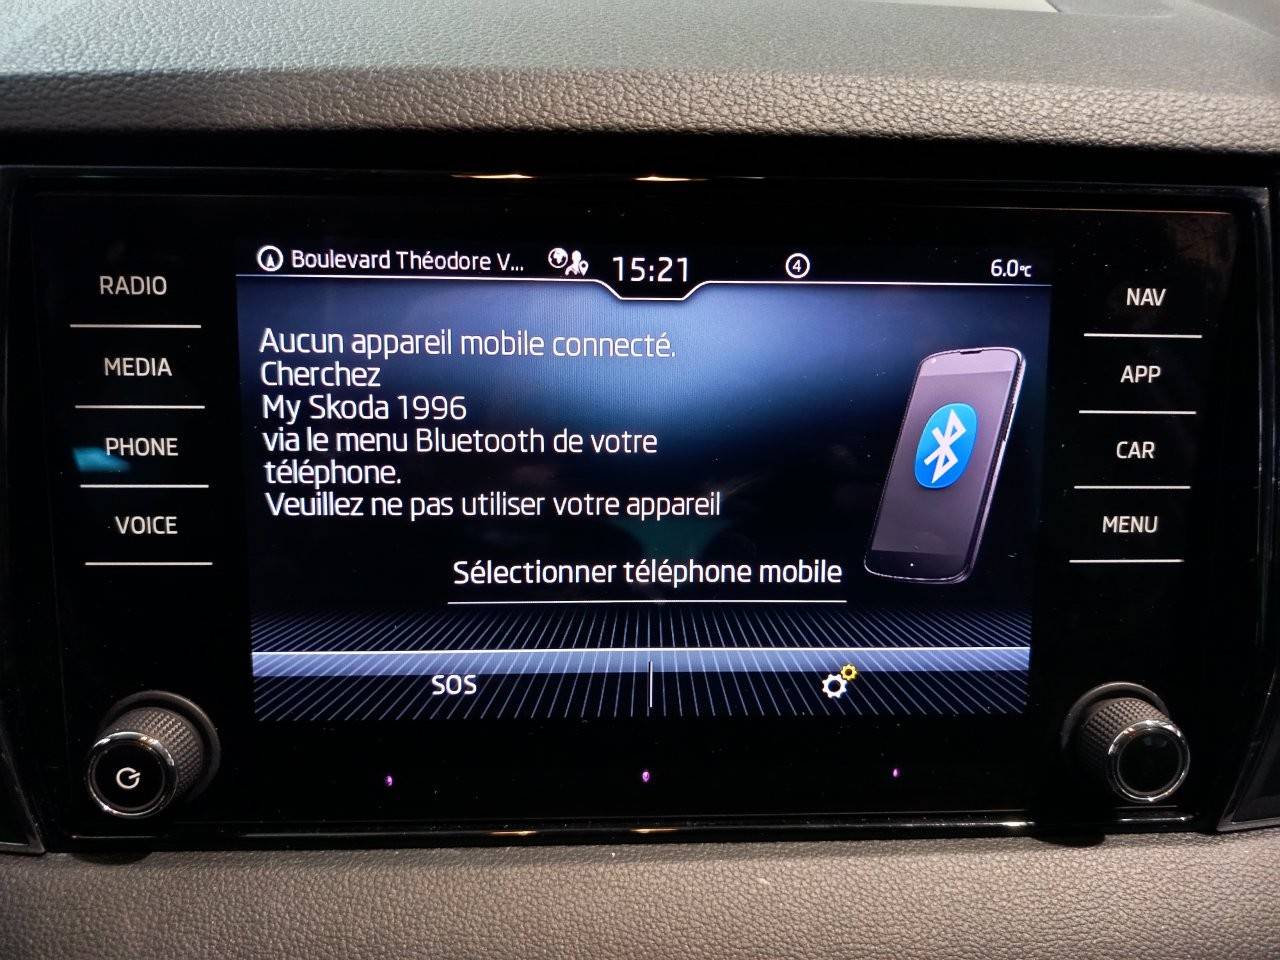 Boulevard Théodore V... 15:21 4 6.0°C
RADIO
MEDIA
PHONE
VOICE
Aucun appareil mobile connecté.
Cherchez
My Skoda 1996
via le menu Bluetooth de votre
téléphone.
Veuillez ne pas utiliser votre appareil
Sélectionner téléphone mobile
SOS
NAV
APP
CAR
MENU